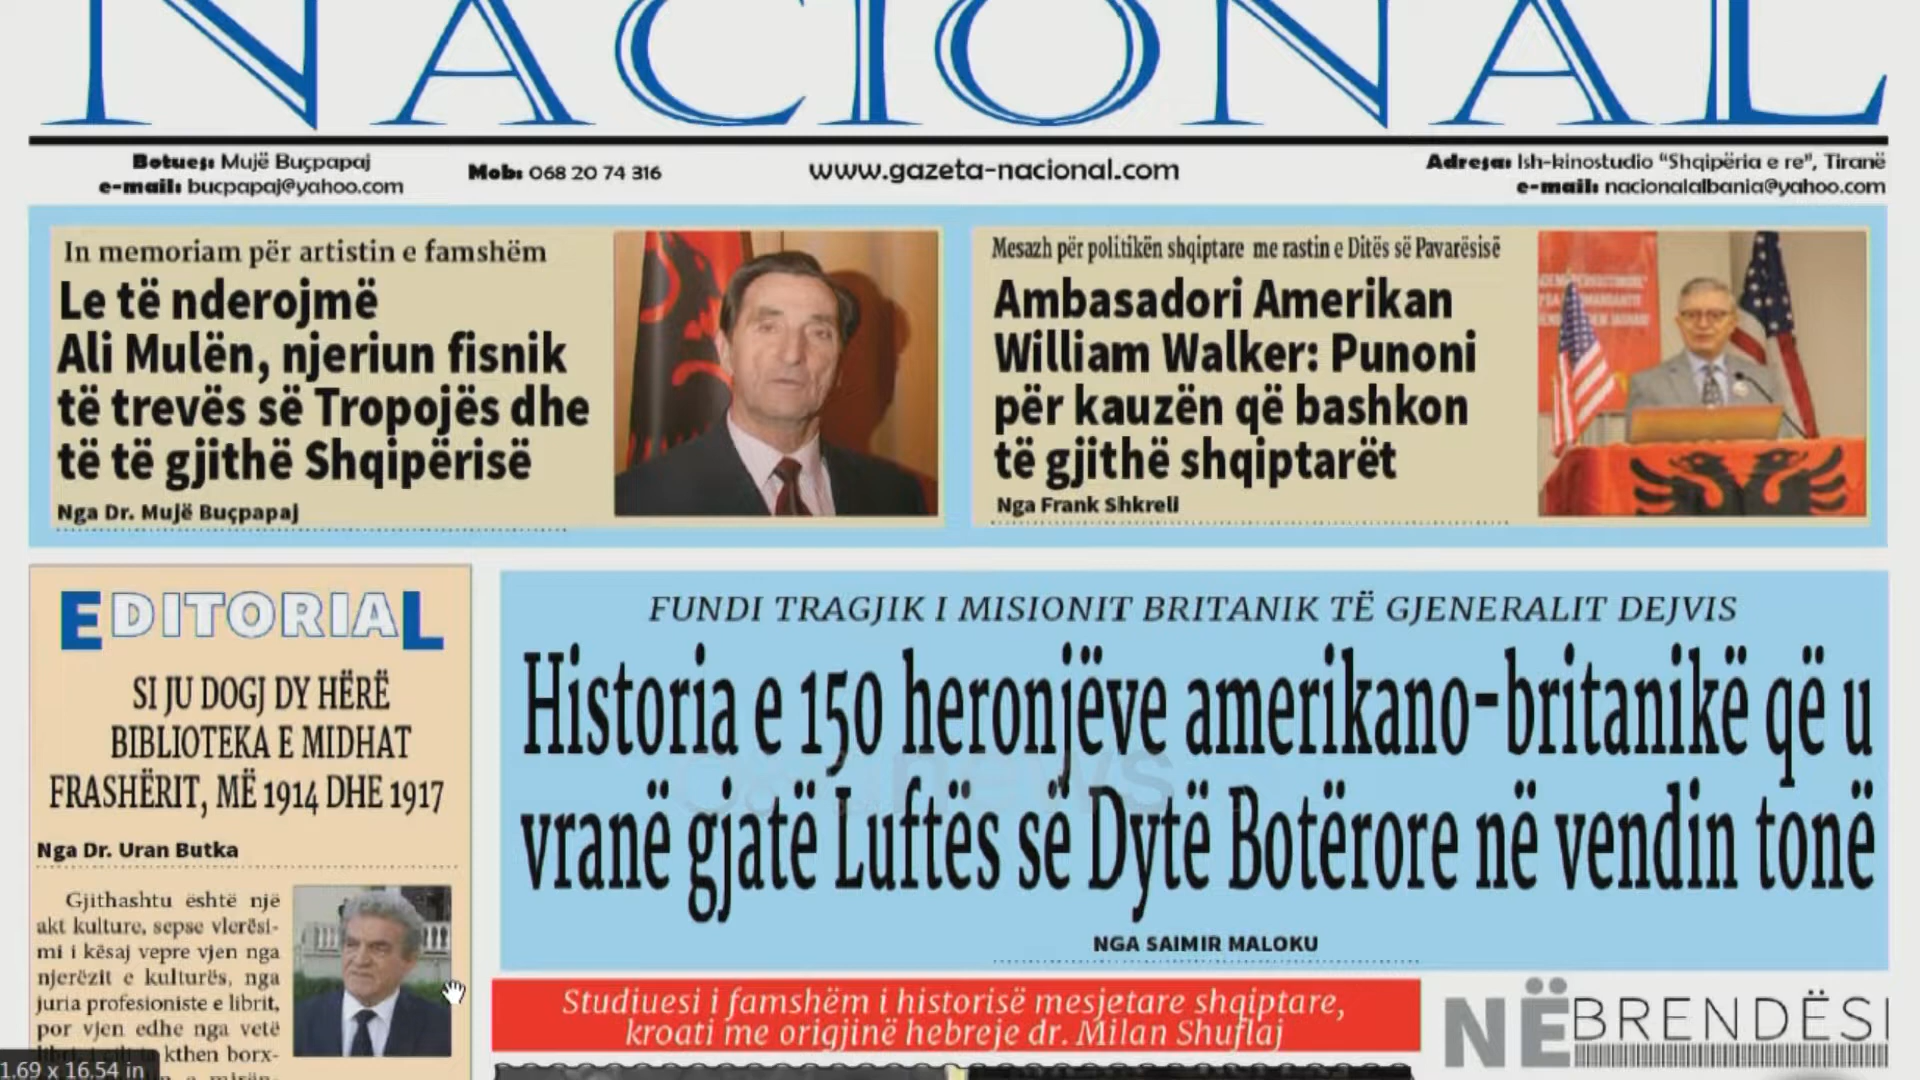 NACIONAL
Botues: Mujë Buçpapaj
e-mail: bucpapaj@yahoo.com
Mob: 068 20 74 316
www.gazeta-nacional.com
Adresa: Ish-kinostudio “Shqipëria e re”, Tiranë
e-mail: nacionalalbania@yahoo.com
In memoriam për artistin e famshëm
Le të nderojmë
Ali Mulën, njeriun fisnik
të trevës së Tropojës dhe
të të gjithë Shqipërisë
Nga Dr. Mujë Buçpapaj
Mesazh për politikën shqiptare me rastin e Ditës së Pavarësisë
Ambasadori Amerikan
William Walker: Punoni
për kauzën që bashkon
të gjithë shqiptarët
Nga Frank Shkreli
EDITORIAL
SI JU DOGJ DY HËRË
BIBLIOTEKA E MIDHAT
FRASHËRIT, MË 1914 DHE 1917
Nga Dr. Uran Butka
Gjithashtu është një
akt kulture, sepse vlerësi-
mi i kësaj vepre vjen nga
njerëzit e kulturës, nga
juria profesioniste e librit,
por vjen edhe nga vetë
kthen borx-
FUNDI TRAGJIK I MISIONIT BRITANIK TË GJENERALIT DEJVIS
Historia e 150 heronjëve amerikano-britanikë që u
vranë gjatë Luftës së Dytë Botërore në vendin tonë
news
NGA SAIMIR MALOKU
Studiuesi i famshëm i historisë mesjetare shqiptare,
kroati me origjinë hebreje dr. Milan Shuflaj
NË BRENDËSI
1.69 x 16.54 in